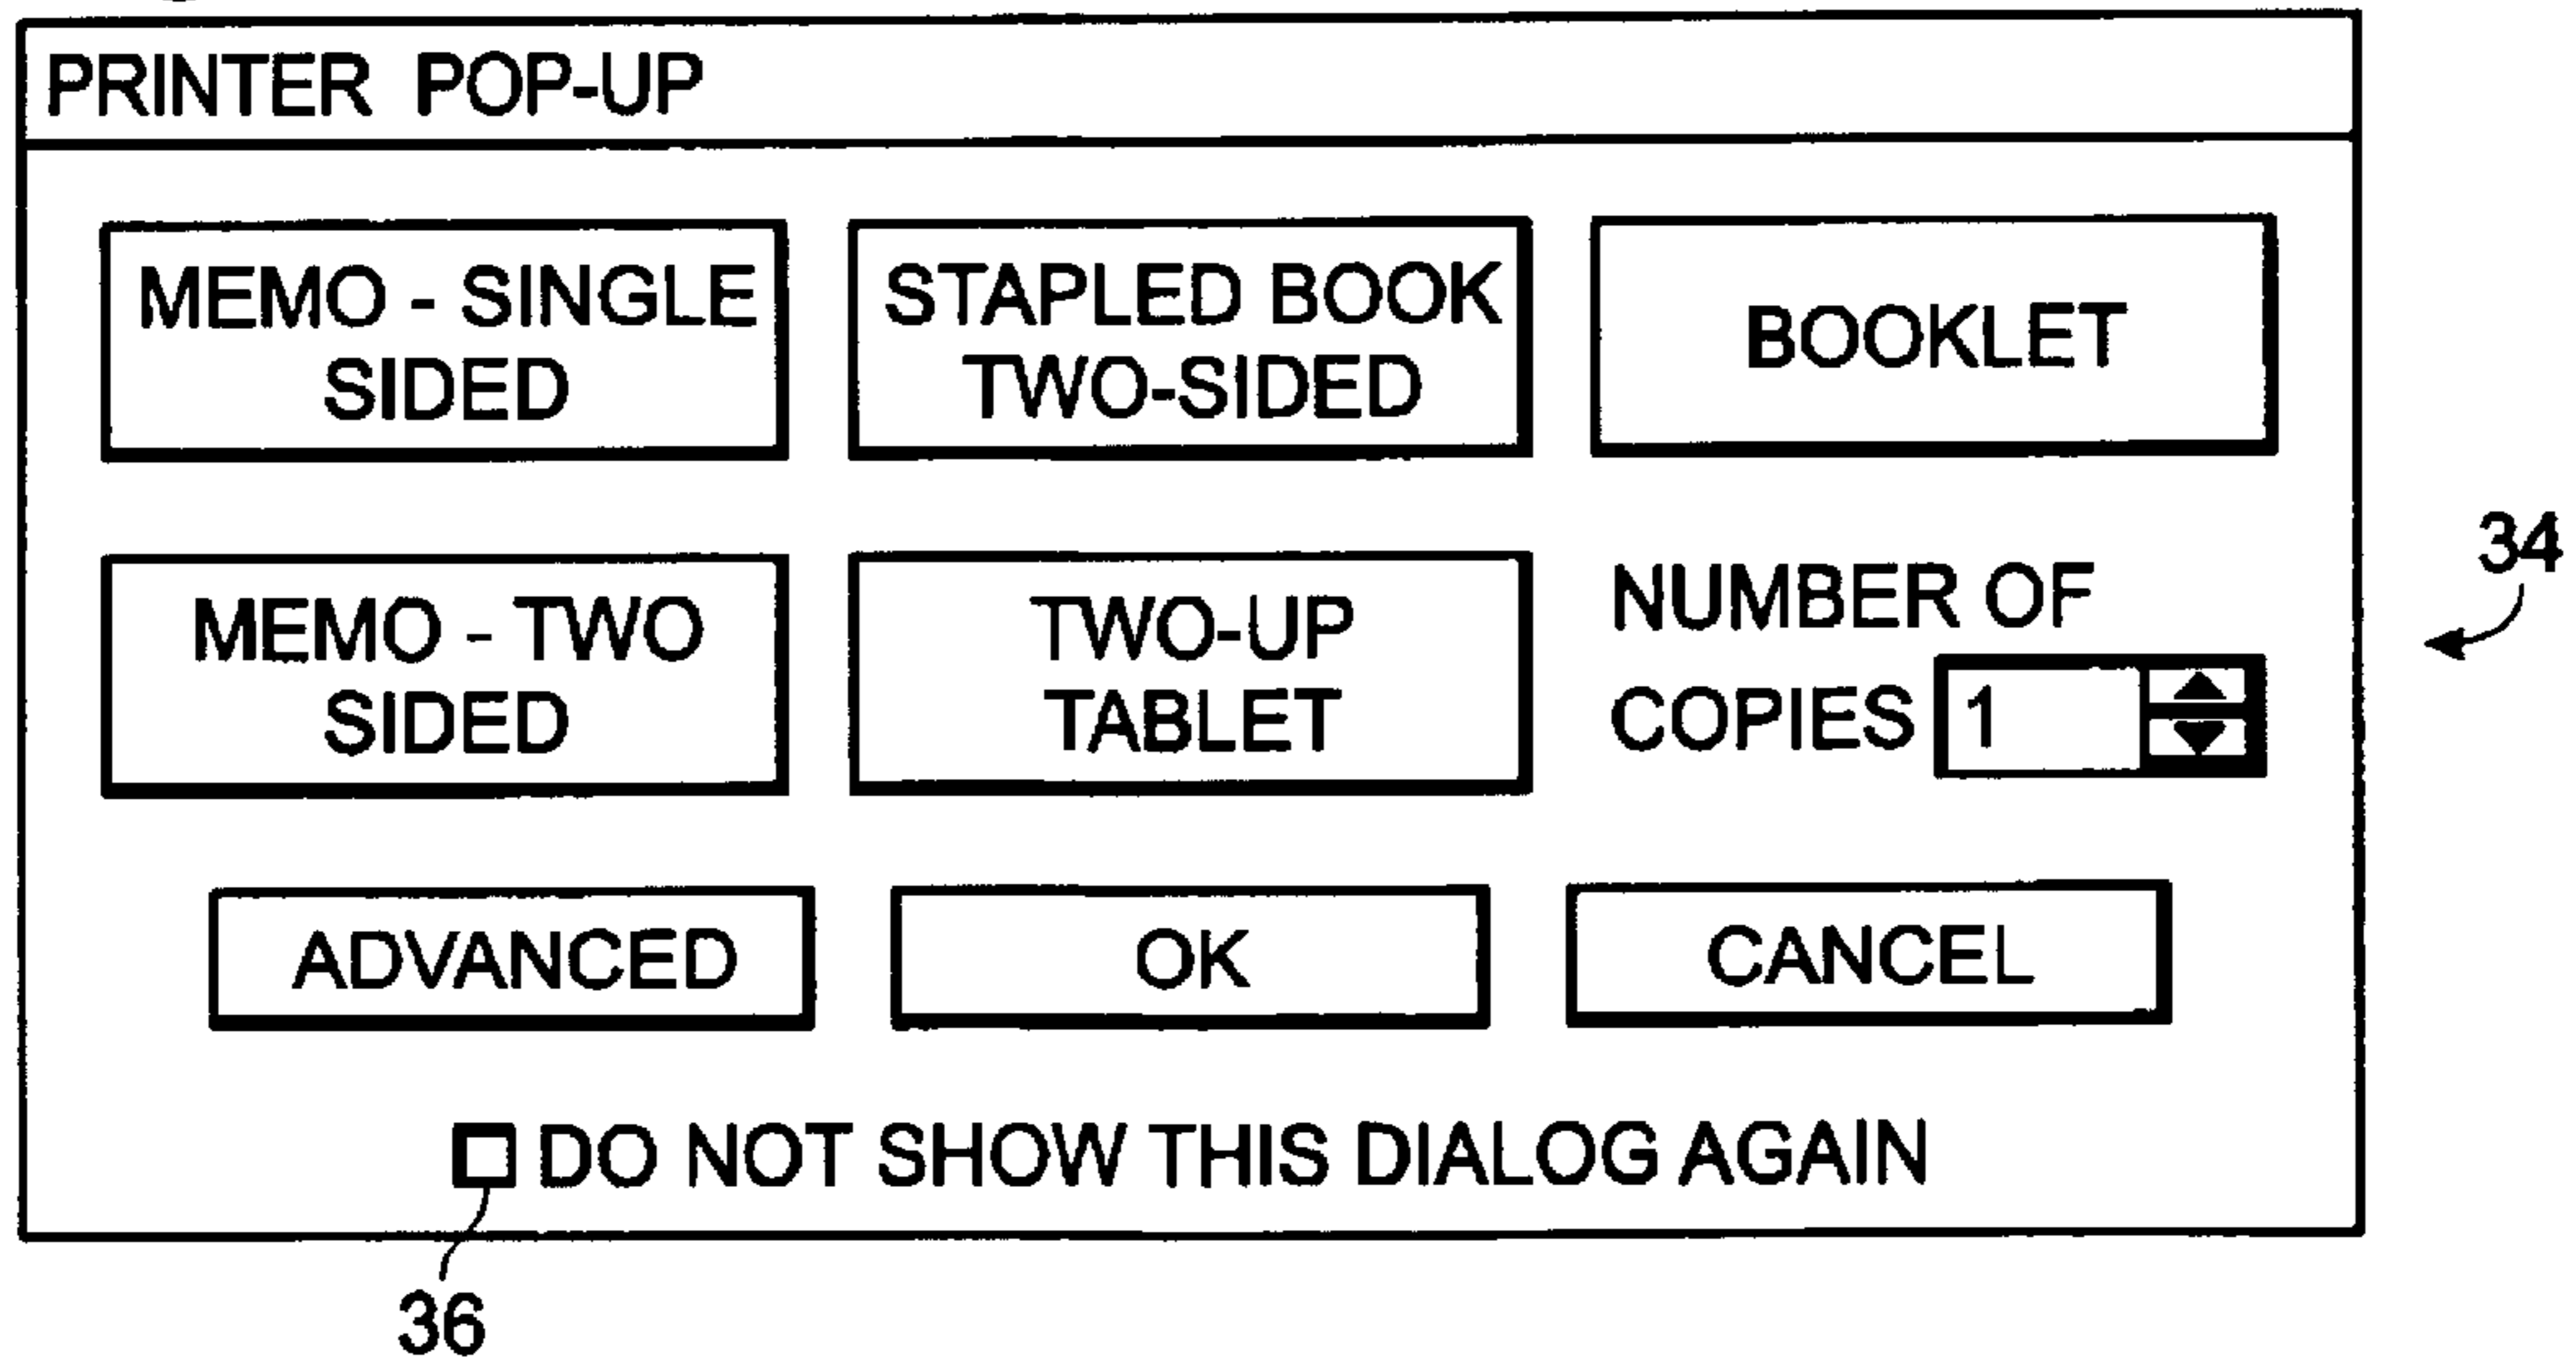 PRINTER POP-UP
MEMO - SINGLE
SIDED
STAPLED BOOK
TWO-SIDED
BOOKLET
MEMO - TWO
SIDED
TWO-UP
TABLET
NUMBER OF
COPIES 1
34
ADVANCED
OK
CANCEL
DO NOT SHOW THIS DIALOG AGAIN
36